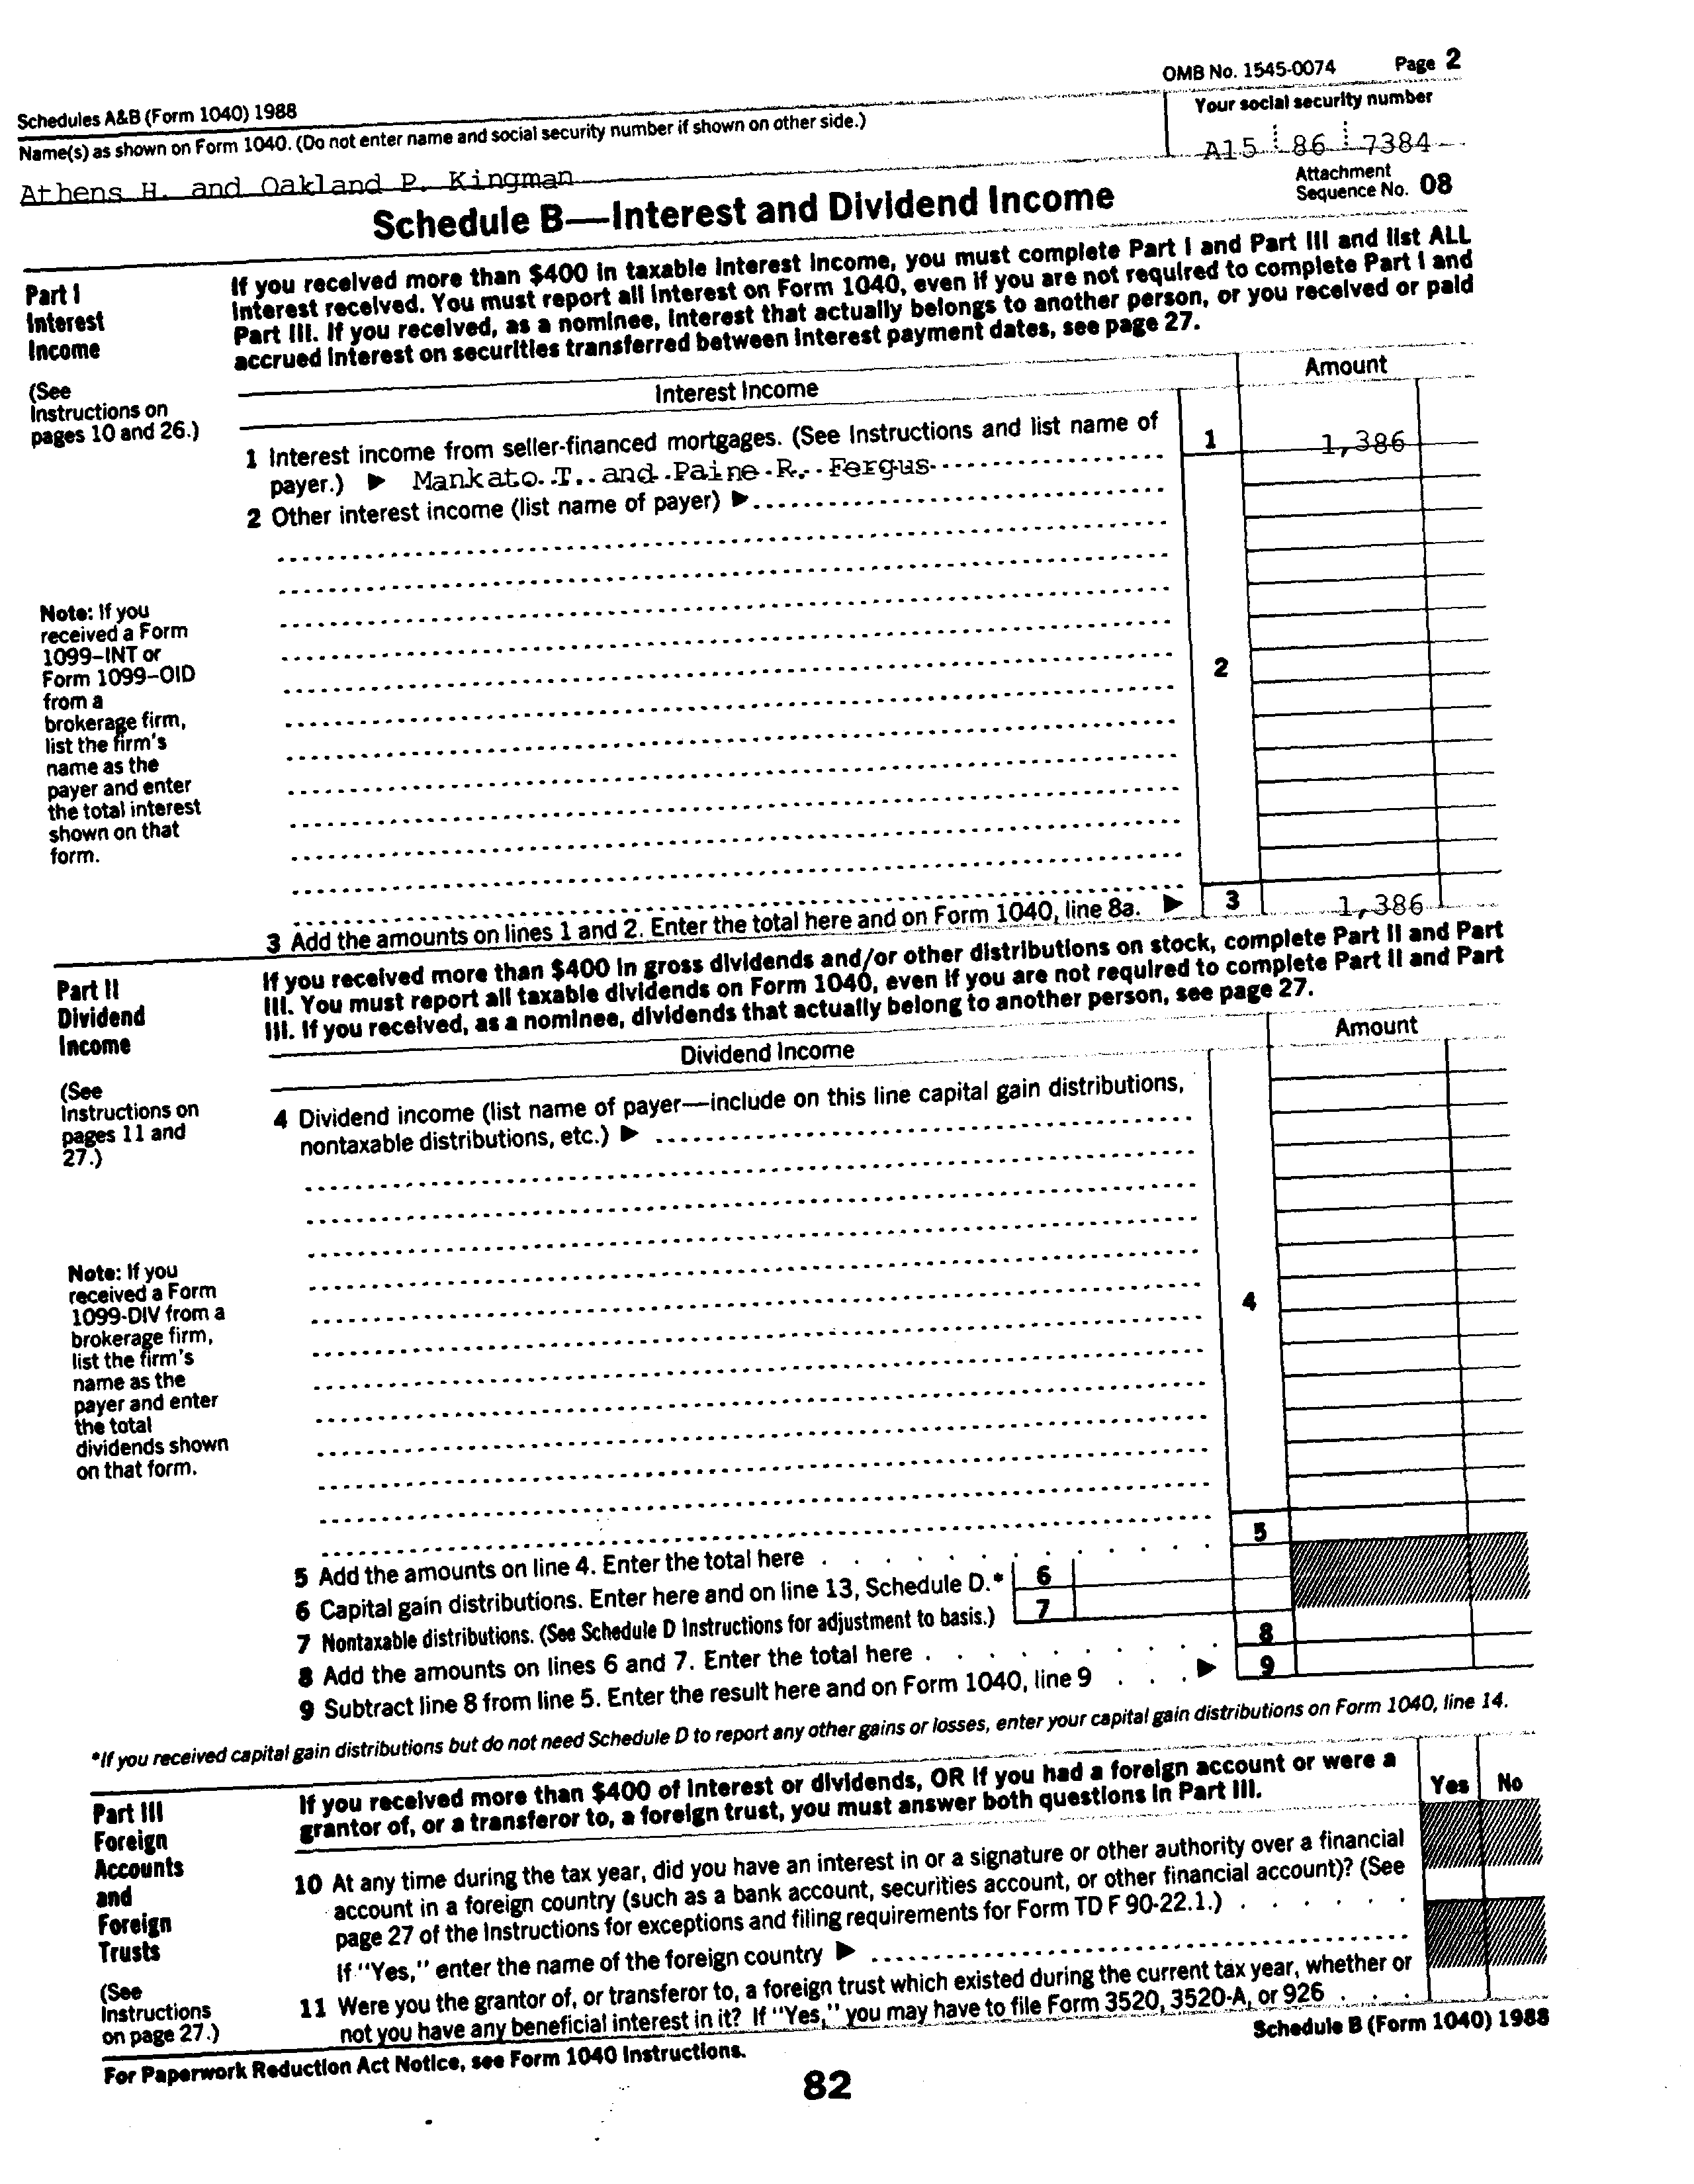 OMB No. 1545-0074 Page 2
Schedules A&B (Form 1040) 1988
Name(s) as shown on Form 1040. (Do not enter name and social security number if shown on other side.)
Your social security number
Athens H. and Oakland P. Kingman
A15 86 7384
Schedule B—Interest and Dividend Income
Attachment
Sequence No. 08
Part I
Interest
Income
(See
Instructions on
pages 10 and 26.)
If you received more than $400 in taxable interest income, you must complete Part I and Part III and list ALL
interest received. You must report all interest on Form 1040, even if you are not required to complete Part I and
Part III. If you received, as a nominee, interest that actually belongs to another person, or you received or paid
accrued interest on securities transferred between interest payment dates, see page 27.
Interest Income
Amount
1 Interest income from seller-financed mortgages. (See Instructions and list name of
payer.) ▶ Mankato T. and Paine R. Fergus
1 1,386
2 Other interest income (list name of payer) ▶
2
Note: If you
received a Form
1099–INT or
Form 1099–OID
from a
brokerage firm,
list the firm's
name as the
payer and enter
the total interest
shown on that
form.
3 Add the amounts on lines 1 and 2. Enter the total here and on Form 1040, line 8a. ▶ 3 1,386
Part II
Dividend
Income
(See
Instructions on
pages 11 and
27.)
If you received more than $400 in gross dividends and/or other distributions on stock, complete Part II and Part
III. You must report all taxable dividends on Form 1040, even if you are not required to complete Part II and Part
III. If you received, as a nominee, dividends that actually belong to another person, see page 27.
Dividend Income
Amount
4 Dividend income (list name of payer—include on this line capital gain distributions,
nontaxable distributions, etc.) ▶
4
Note: If you
received a Form
1099-DIV from a
brokerage firm,
list the firm's
name as the
payer and enter
the total
dividends shown
on that form.
5 Add the amounts on line 4. Enter the total here 5
6 Capital gain distributions. Enter here and on line 13, Schedule D.* 6
7 Nontaxable distributions. (See Schedule D Instructions for adjustment to basis.) 7
8 Add the amounts on lines 6 and 7. Enter the total here 8
9 Subtract line 8 from line 5. Enter the result here and on Form 1040, line 9 ▶ 9
*If you received capital gain distributions but do not need Schedule D to report any other gains or losses, enter your capital gain distributions on Form 1040, line 14.
Part III
Foreign
Accounts
and
Foreign
Trusts
(See
Instructions
on page 27.)
If you received more than $400 of interest or dividends, OR if you had a foreign account or were a
grantor of, or a transferor to, a foreign trust, you must answer both questions in Part III.
Yes No
10 At any time during the tax year, did you have an interest in or a signature or other authority over a financial
account in a foreign country (such as a bank account, securities account, or other financial account)? (See
page 27 of the Instructions for exceptions and filing requirements for Form TD F 90-22.1.)
If "Yes," enter the name of the foreign country ▶
11 Were you the grantor of, or transferor to, a foreign trust which existed during the current tax year, whether or
not you have any beneficial interest in it? If "Yes," you may have to file Form 3520, 3520-A, or 926
For Paperwork Reduction Act Notice, see Form 1040 Instructions.
Schedule B (Form 1040) 1988
82